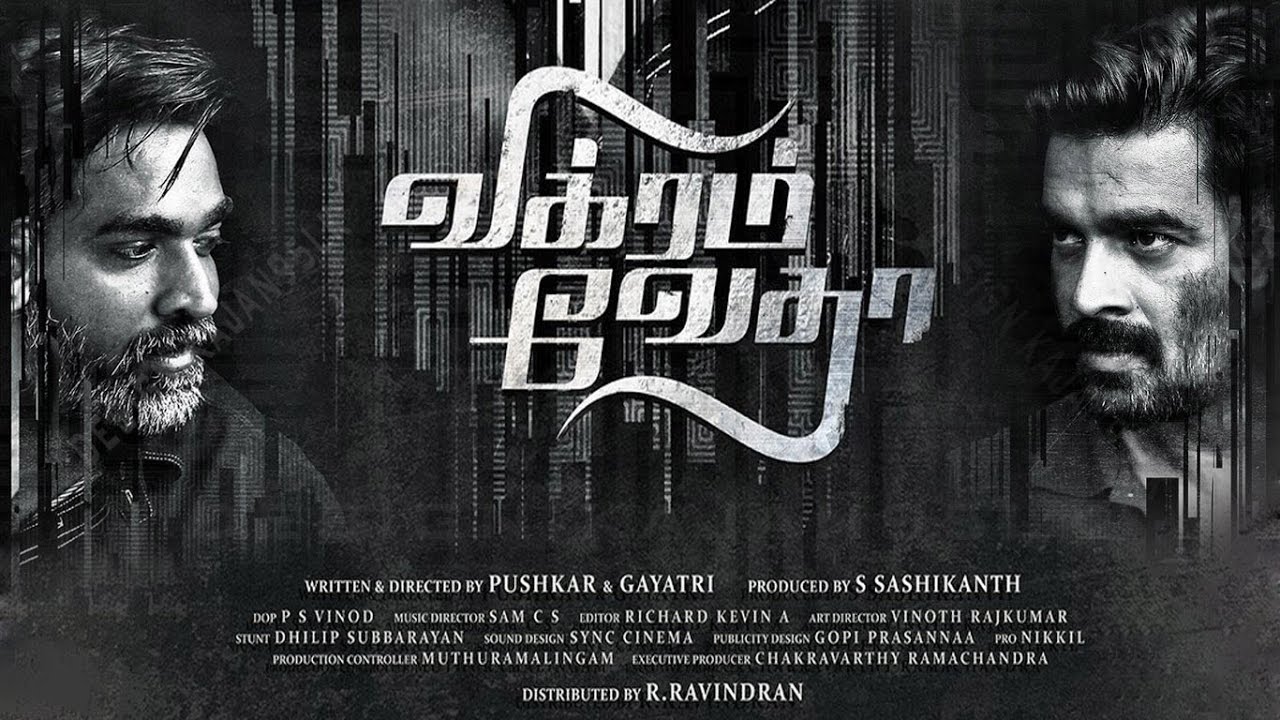 விக்ரம்
வேதா
WRITTEN & DIRECTED BY PUSHKAR & GAYATRI PRODUCED BY S SASHIKANTH
DOP P S VINOD MUSIC DIRECTOR SAM C S EDITOR RICHARD KEVIN A ART DIRECTOR VINOTH RAJKUMAR
STUNT DHILIP SUBBARAYAN SOUND DESIGN SYNC CINEMA PUBLICITY DESIGN GOPI PRASANNAA PRO NIKKIL
PRODUCTION CONTROLLER MUTHURAMALINGAM EXECUTIVE PRODUCER CHAKRAVARTHY RAMACHANDRA
DISTRIBUTED BY R.RAVINDRAN